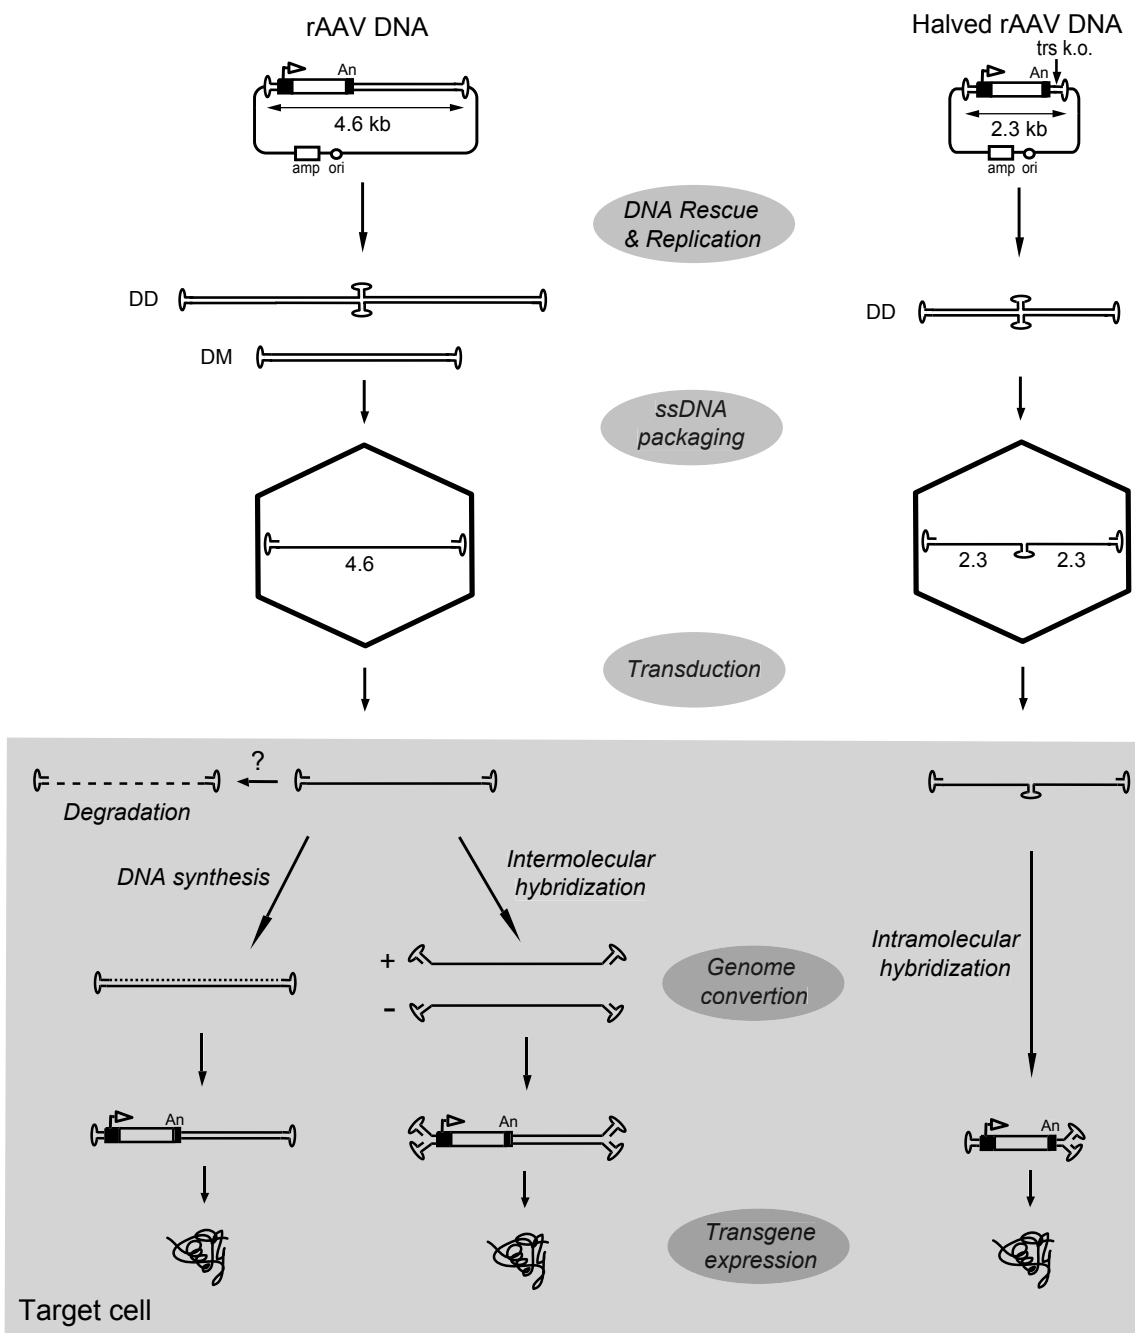 rAAV DNA
Halved rAAV DNA
trs k.o.
An
4.6 kb
amp ori
An
2.3 kb
amp ori
DNA Rescue
& Replication
DD
DM
DD
ssDNA
packaging
4.6
2.3 2.3
Transduction
?
Degradation
DNA synthesis
Intermolecular
hybridization
Intramolecular
hybridization
+
-
Genome
convertion
An
An
An
Transgene
expression
Target cell